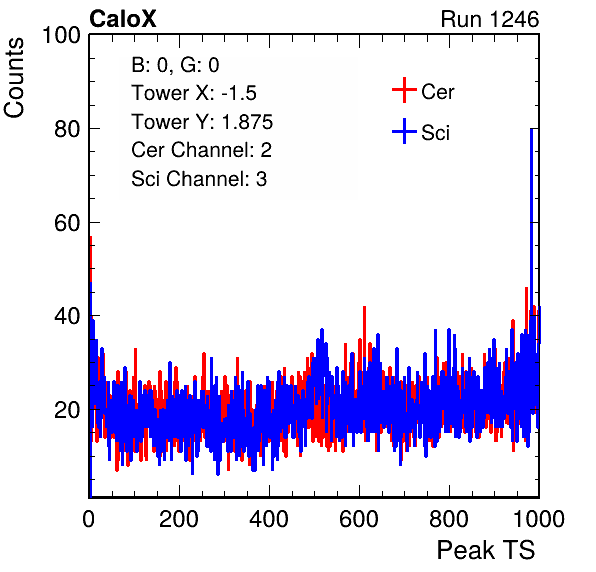 CaloX Run 1246
Counts
100
80
60
40
20
B: 0, G: 0
Tower X: -1.5
Tower Y: 1.875
Cer Channel: 2
Sci Channel: 3
Cer
Sci
0 200 400 600 800 1000
Peak TS